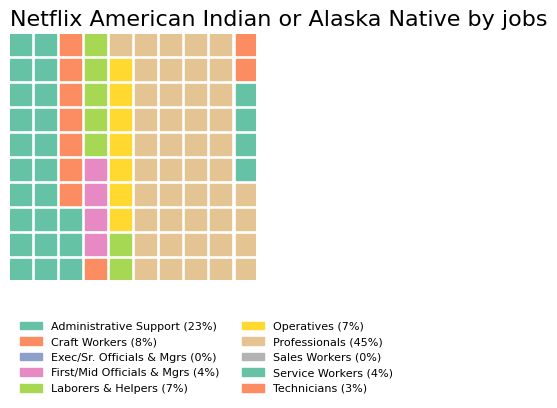 Netflix American Indian or Alaska Native by jobs
Administrative Support (23%)
Craft Workers (8%)
Exec/Sr. Officials & Mgrs (0%)
First/Mid Officials & Mgrs (4%)
Laborers & Helpers (7%)
Operatives (7%)
Professionals (45%)
Sales Workers (0%)
Service Workers (4%)
Technicians (3%)